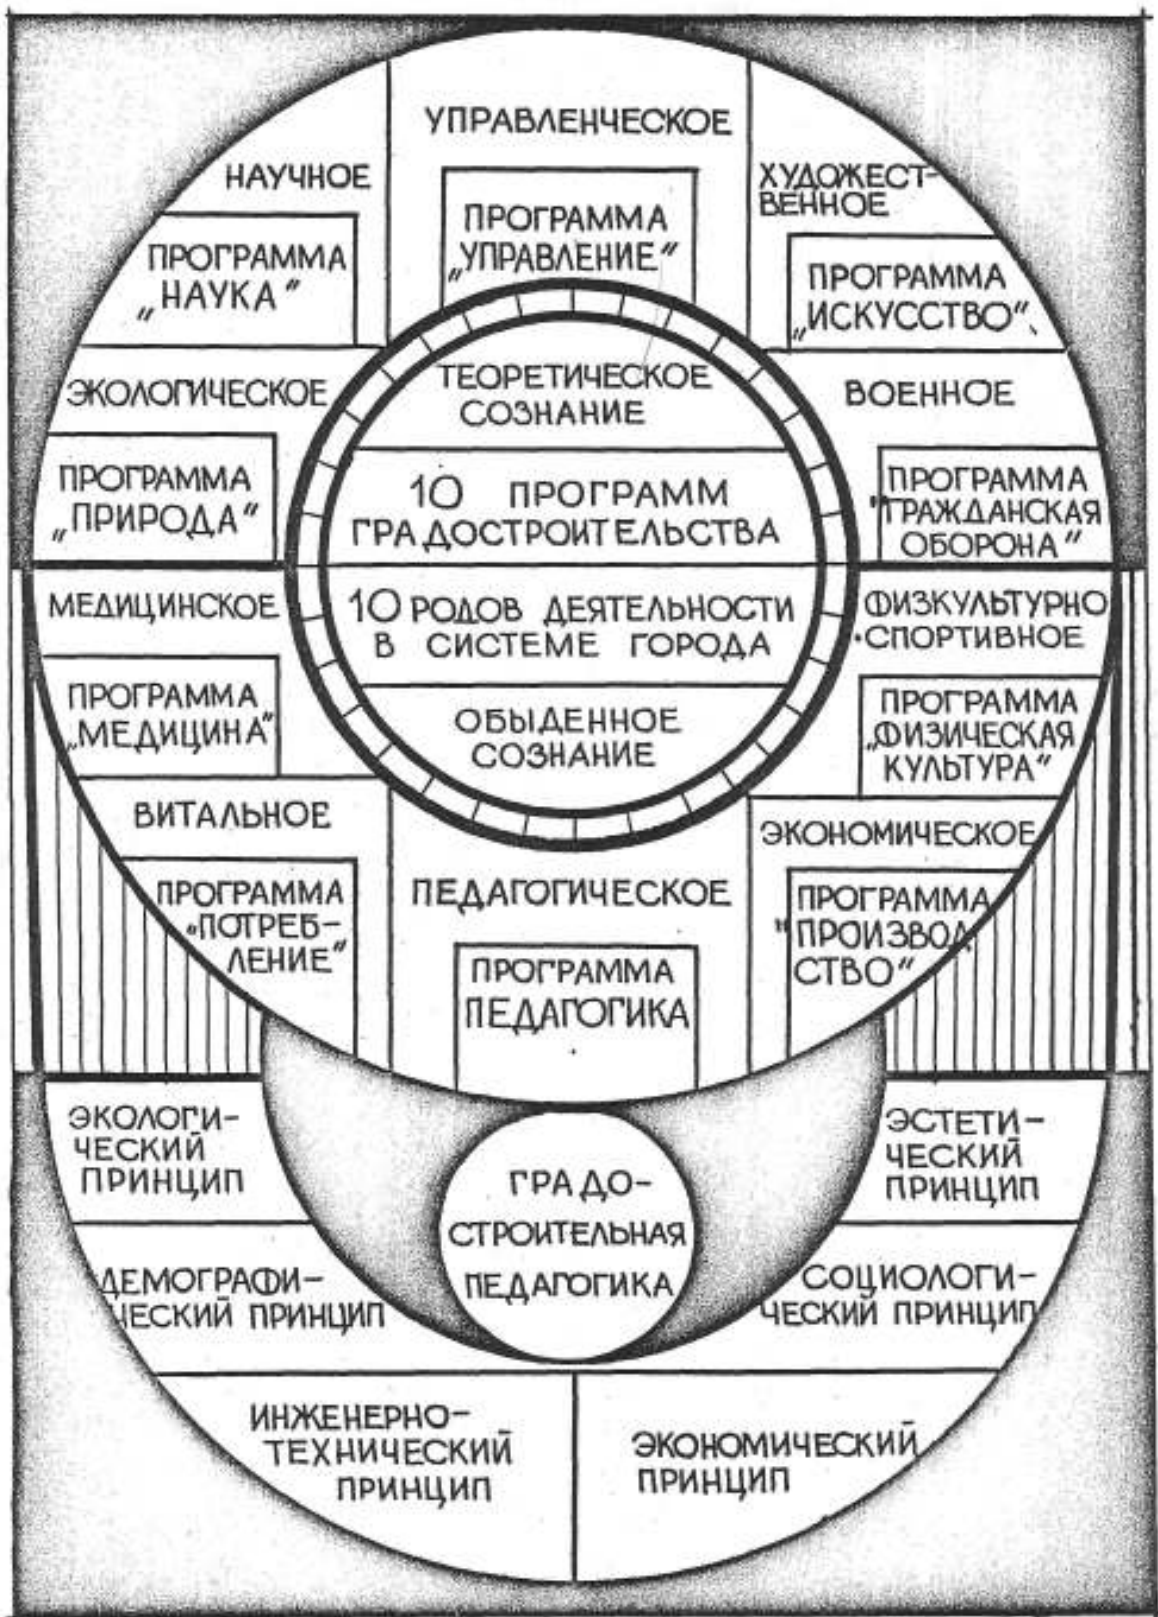 УПРАВЛЕНЧЕСКОЕ
ПРОГРАММА
„УПРАВЛЕНИЕ"
НАУЧНОЕ
ПРОГРАММА
„НАУКА"
ХУДОЖЕСТ-
ВЕННОЕ
ПРОГРАММА
„ИСКУССТВО"
ЭКОЛОГИЧЕСКОЕ
ПРОГРАММА
„ПРИРОДА"
ТЕОРЕТИЧЕСКОЕ
СОЗНАНИЕ
10 ПРОГРАММ
ГРАДОСТРОИТЕЛЬСТВА
10 РОДОВ ДЕЯТЕЛЬНОСТИ
В СИСТЕМЕ ГОРОДА
ОБЫДЕННОЕ
СОЗНАНИЕ
ВОЕННОЕ
ПРОГРАММА
"ГРАЖДАНСКАЯ
ОБОРОНА"
МЕДИЦИНСКОЕ
ПРОГРАММА
„МЕДИЦИНА"
ФИЗКУЛЬТУРНО
СПОРТИВНОЕ
ПРОГРАММА
„ФИЗИЧЕСКАЯ
КУЛЬТУРА"
ВИТАЛЬНОЕ
ПРОГРАММА
„ПОТРЕБ-
ЛЕНИЕ"
ПЕДАГОГИЧЕСКОЕ
ПРОГРАММА
ПЕДАГОГИКА
ЭКОНОМИЧЕСКОЕ
ПРОГРАММА
"ПРОИЗВОД
СТВО"
ЭКОЛОГИ-
ЧЕСКИЙ
ПРИНЦИП
ГРАДО-
СТРОИТЕЛЬНАЯ
ПЕДАГОГИКА
ЭСТЕТИ-
ЧЕСКИЙ
ПРИНЦИП
ДЕМОГРАФИ-
ЧЕСКИЙ ПРИНЦИП
СОЦИОЛОГИ-
ЧЕСКИЙ ПРИНЦИП
ИНЖЕНЕРНО-
ТЕХНИЧЕСКИЙ
ПРИНЦИП
ЭКОНОМИЧЕСКИЙ
ПРИНЦИП